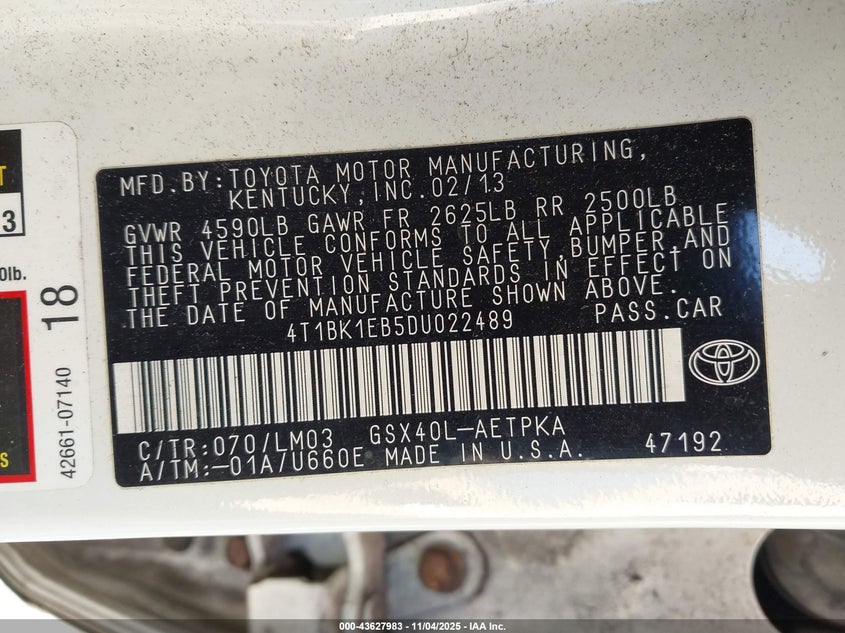 MFD.BY:TOYOTA MOTOR MANUFACTURING,
KENTUCKY,INC.02/13
GVWR 4590LB GAWR FR 2625LB RR 2500LB
THIS VEHICLE CONFORMS TO ALL APPLICABLE
FEDERAL MOTOR VEHICLE SAFETY,BUMPER,AND
THEFT PREVENTION STANDARDS IN EFFECT ON
THE DATE OF MANUFACTURE SHOWN ABOVE.
4T1BK1EB5DU022489 PASS.CAR
C/TR:070/LM03 GSX40L-AETPKA
A/TM:-01A/U660E MADE IN U.S.A. 47192
T
3
0lb.
18
42661-07140
S
000-43627983 - 11/04/2025 - IAA Inc.